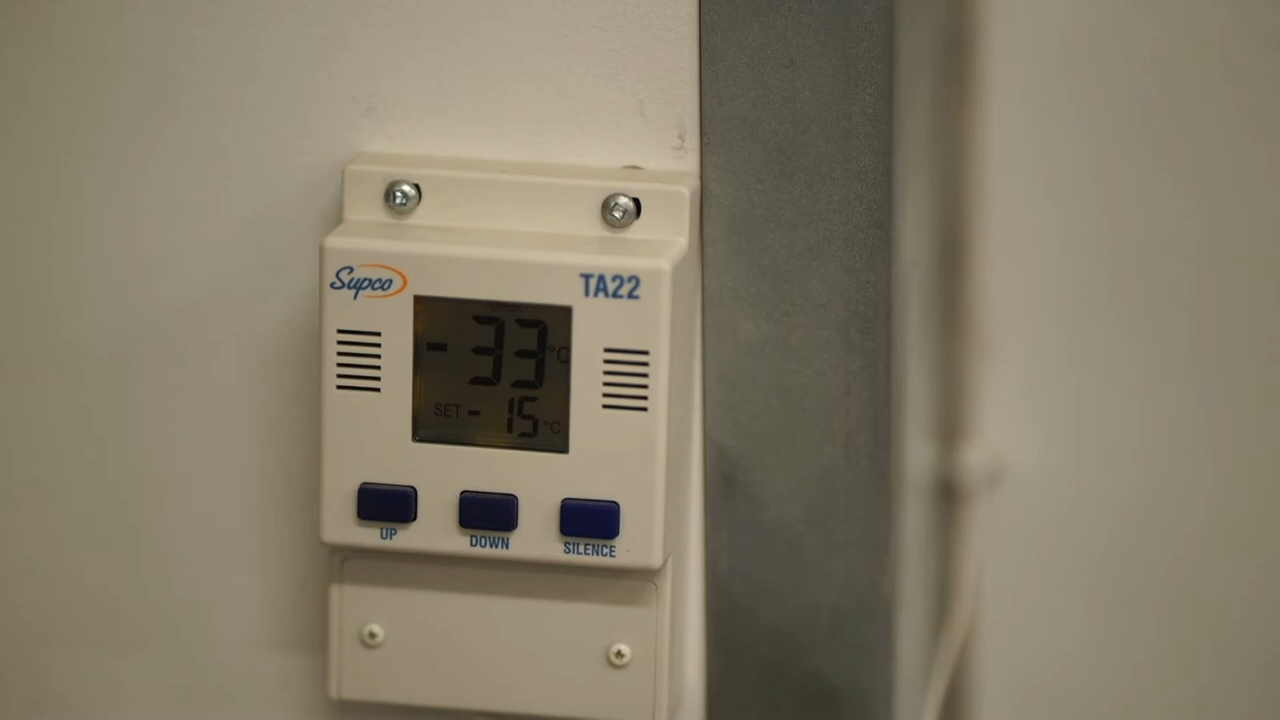 Supco
TA22
- 33 °C
SET - 15 °C
UP
DOWN
SILENCE